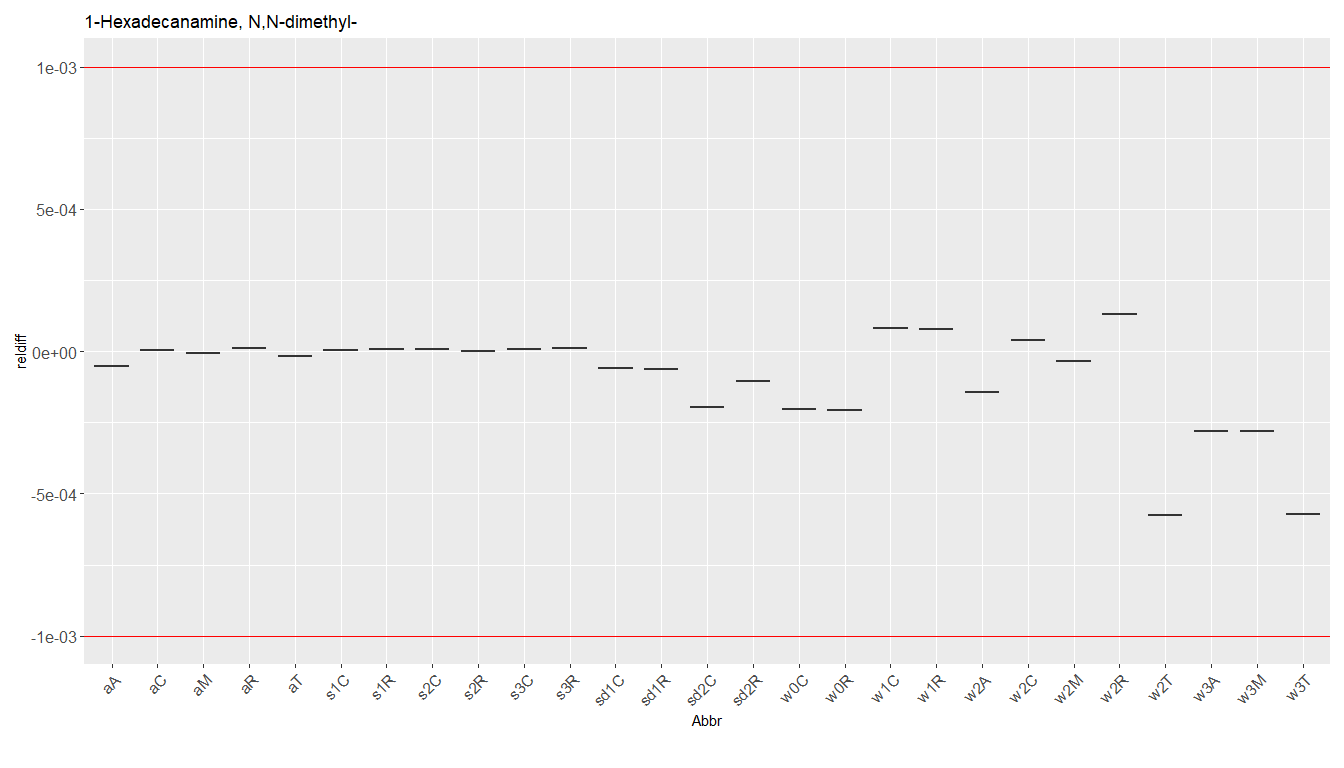 1-Hexadecanamine, N,N-dimethyl-
1e-03
5e-04
0e+00
-5e-04
-1e-03
reldiff
aA aC aM aR aT s1C s1R s2C s2R s3C s3R sd1C sd1R sd2C sd2R w0C w0R w1C w1R w2A w2C w2M w2R w2T w3A w3M w3T
Abbr